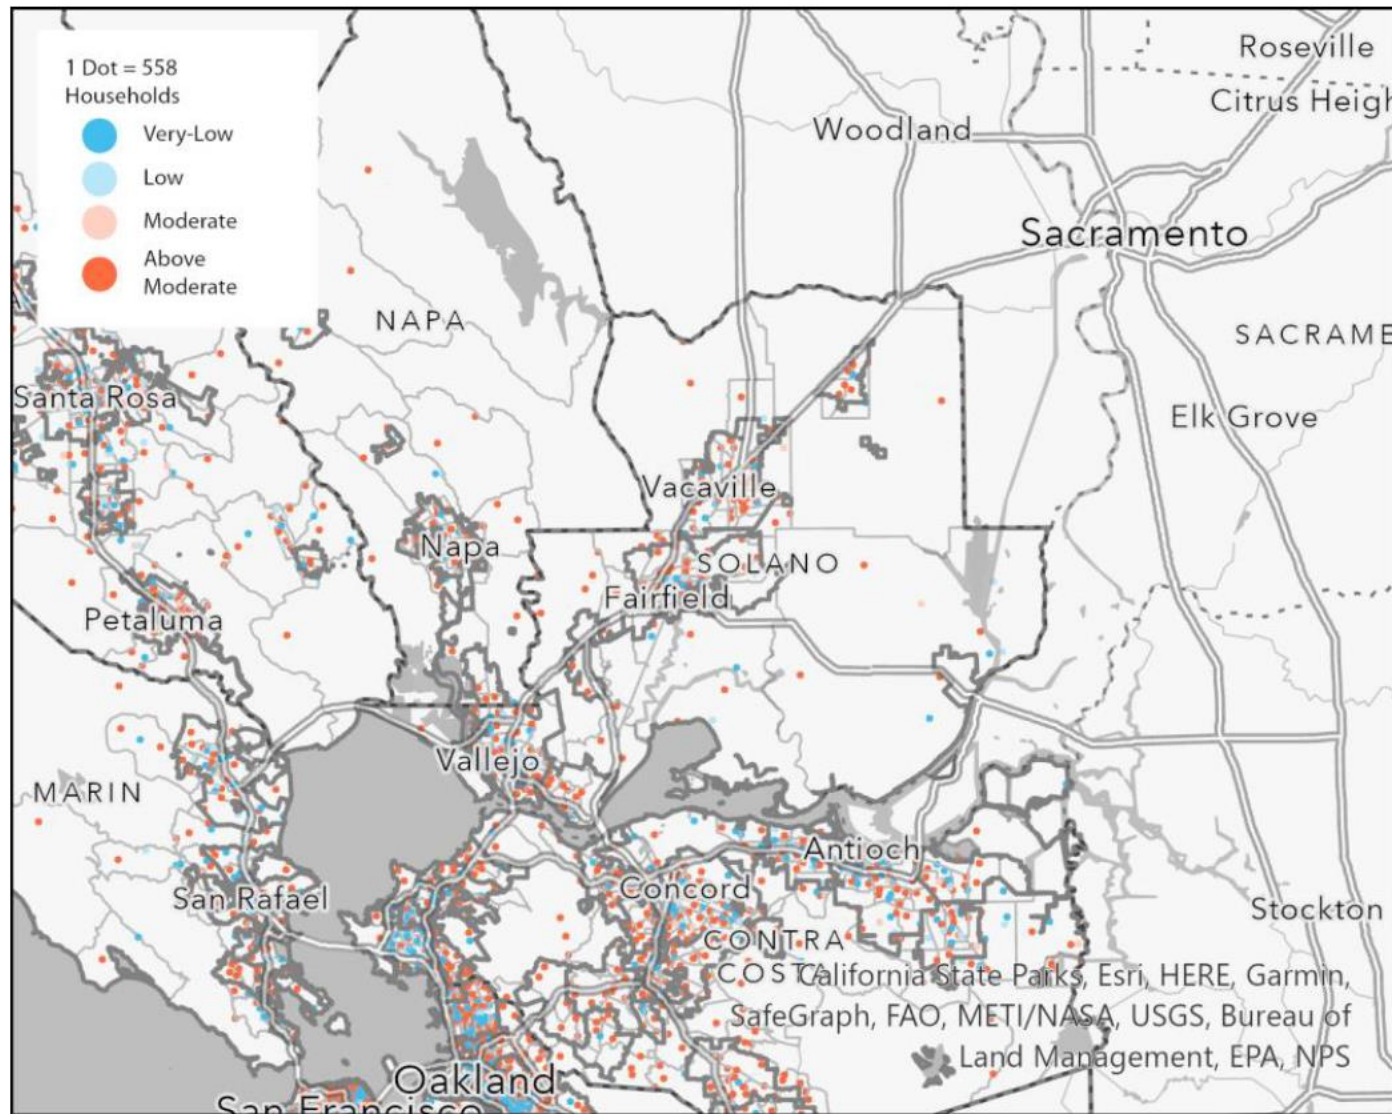 1 Dot = 558
Households
Very-Low
Low
Moderate
Above
Moderate
Roseville
Citrus Heigh
Woodland
Sacramento
NAPA
SACRAME
Santa Rosa
Elk Grove
Vacaville
Napa
SOLANO
Fairfield
Petaluma
Vallejo
MARIN
Antioch
Concord
San Rafael
Stockton
CONTRA
COSTA
California State Parks, Esri, HERE, Garmin,
SafeGraph, FAO, METI/NASA, USGS, Bureau of
Land Management, EPA, NPS
Oakland
San Francisco